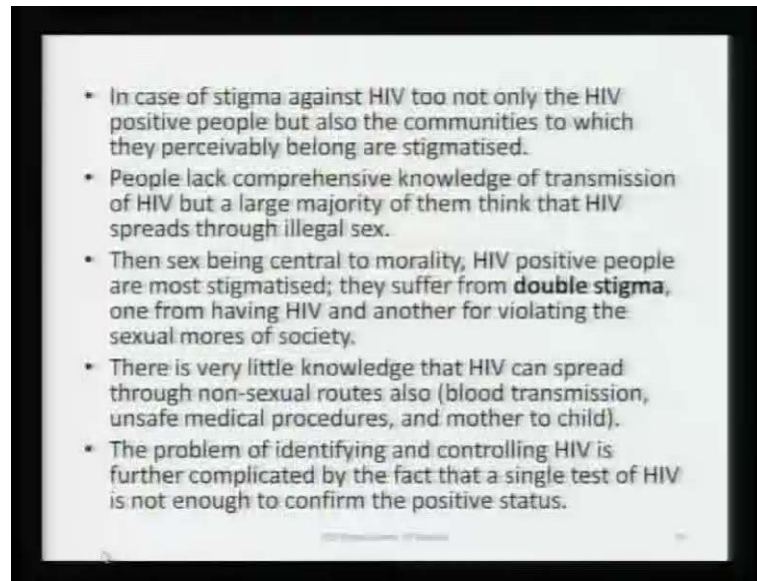 • In case of stigma against HIV too not only the HIV
positive people but also the communities to which
they perceivably belong are stigmatised.
• People lack comprehensive knowledge of transmission
of HIV but a large majority of them think that HIV
spreads through illegal sex.
• Then sex being central to morality, HIV positive people
are most stigmatised; they suffer from double stigma,
one from having HIV and another for violating the
sexual mores of society.
• There is very little knowledge that HIV can spread
through non-sexual routes also (blood transmission,
unsafe medical procedures, and mother to child).
• The problem of identifying and controlling HIV is
further complicated by the fact that a single test of HIV
is not enough to confirm the positive status.